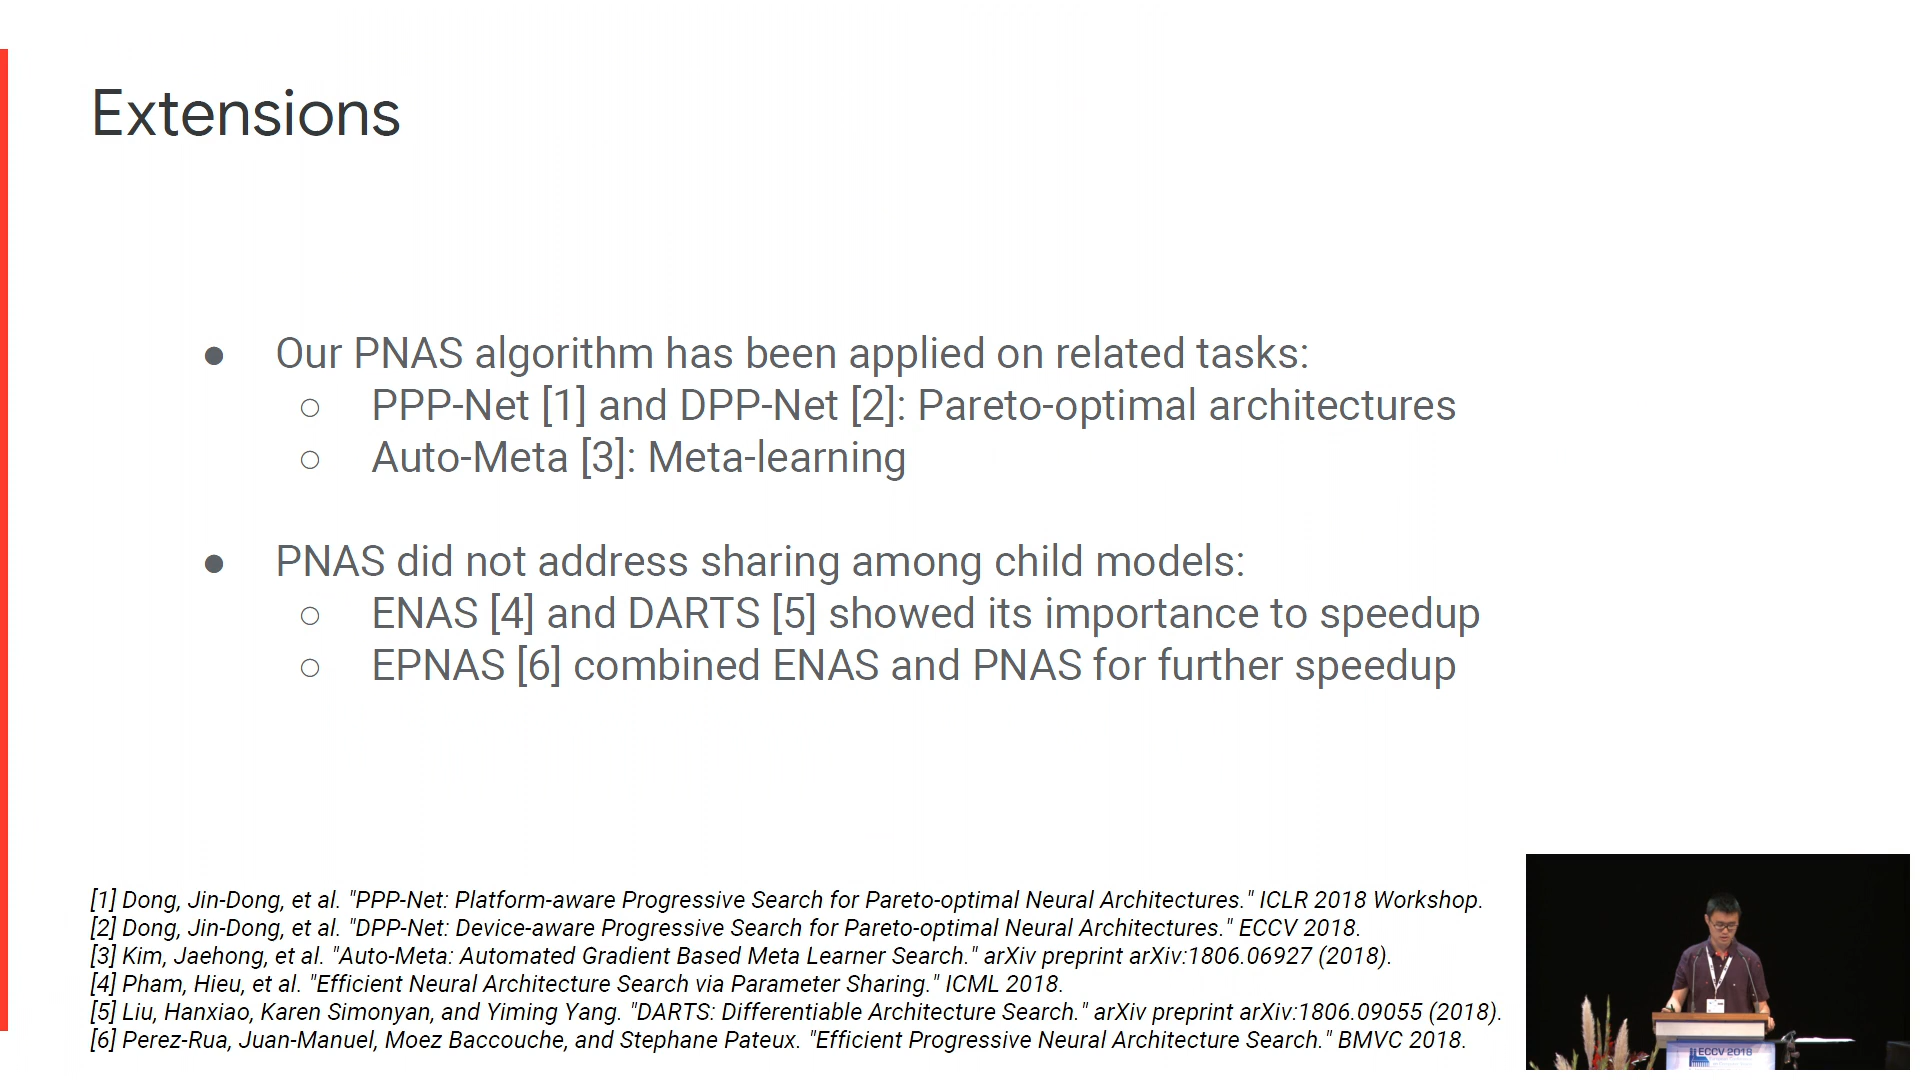 Extensions
● Our PNAS algorithm has been applied on related tasks:
○ PPP-Net [1] and DPP-Net [2]: Pareto-optimal architectures
○ Auto-Meta [3]: Meta-learning
● PNAS did not address sharing among child models:
○ ENAS [4] and DARTS [5] showed its importance to speedup
○ EPNAS [6] combined ENAS and PNAS for further speedup
[1] Dong, Jin-Dong, et al. "PPP-Net: Platform-aware Progressive Search for Pareto-optimal Neural Architectures." ICLR 2018 Workshop.
[2] Dong, Jin-Dong, et al. "DPP-Net: Device-aware Progressive Search for Pareto-optimal Neural Architectures." ECCV 2018.
[3] Kim, Jaehong, et al. "Auto-Meta: Automated Gradient Based Meta Learner Search." arXiv preprint arXiv:1806.06927 (2018).
[4] Pham, Hieu, et al. "Efficient Neural Architecture Search via Parameter Sharing." ICML 2018.
[5] Liu, Hanxiao, Karen Simonyan, and Yiming Yang. "DARTS: Differentiable Architecture Search." arXiv preprint arXiv:1806.09055 (2018).
[6] Perez-Rua, Juan-Manuel, Moez Baccouche, and Stephane Pateux. "Efficient Progressive Neural Architecture Search." BMVC 2018.
ECCV 2018